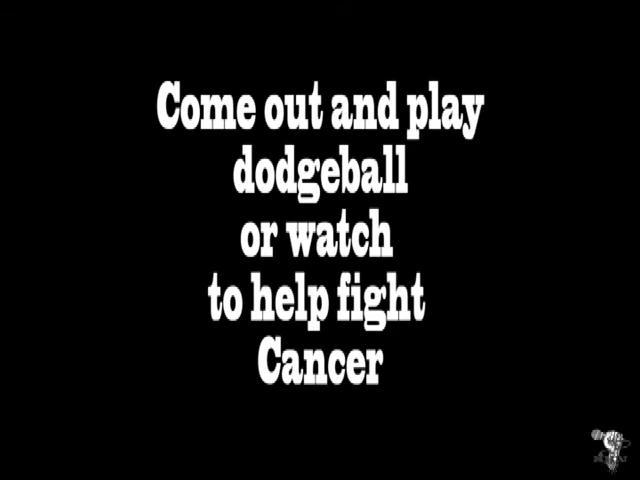 Come out and play
dodgeball
or watch
to help fight
Cancer